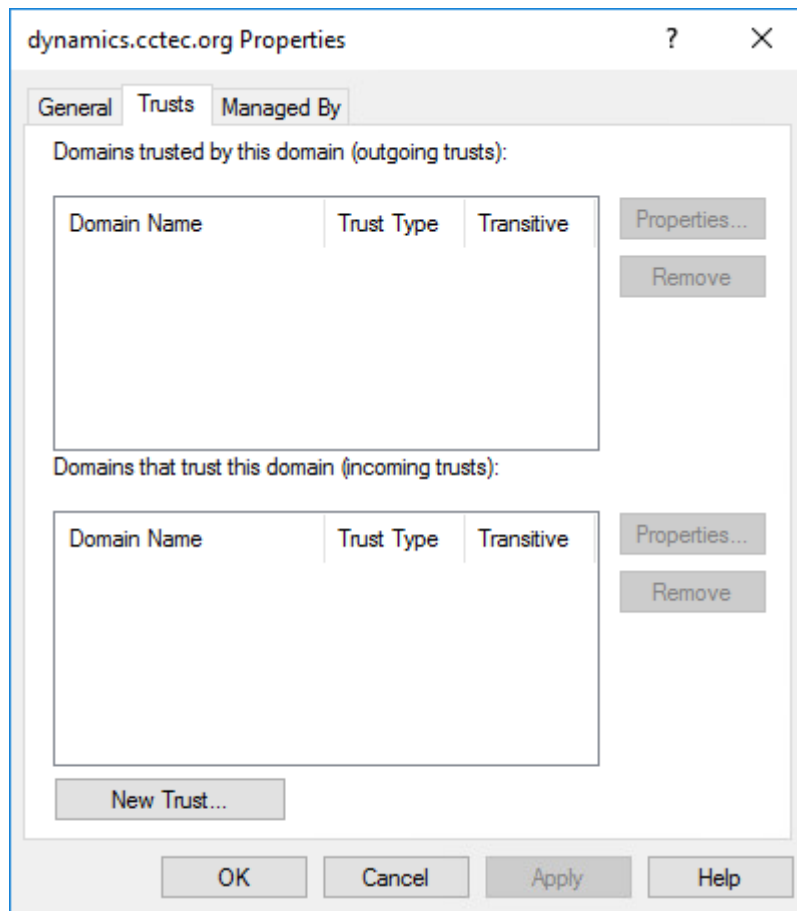 dynamics.cctec.org Properties ? ×
General Trusts Managed By
Domains trusted by this domain (outgoing trusts):
Domain Name Trust Type Transitive Properties...
Remove
Domains that trust this domain (incoming trusts):
Domain Name Trust Type Transitive Properties...
Remove
New Trust...
OK Cancel Apply Help